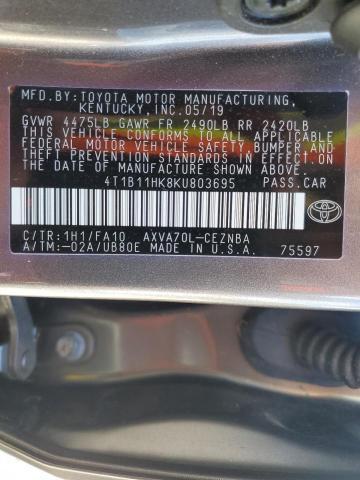 MFD.BY:TOYOTA MOTOR MANUFACTURING,
KENTUCKY,INC.05/19
GVWR 4475LB GAWR FR 2490LB RR 2420LB
THIS VEHICLE CONFORMS TO ALL APPLICABLE
FEDERAL MOTOR VEHICLE SAFETY,BUMPER,AND
THEFT PREVENTION STANDARDS IN EFFECT ON
THE DATE OF MANUFACTURE SHOWN ABOVE.
4T1B11HK8KU803695 PASS.CAR
C/TR:1H1/FA10 AXVA70L-CEZNBA
A/TM:-02A/UB80E MADE IN U.S.A. 75597
TOYOTA